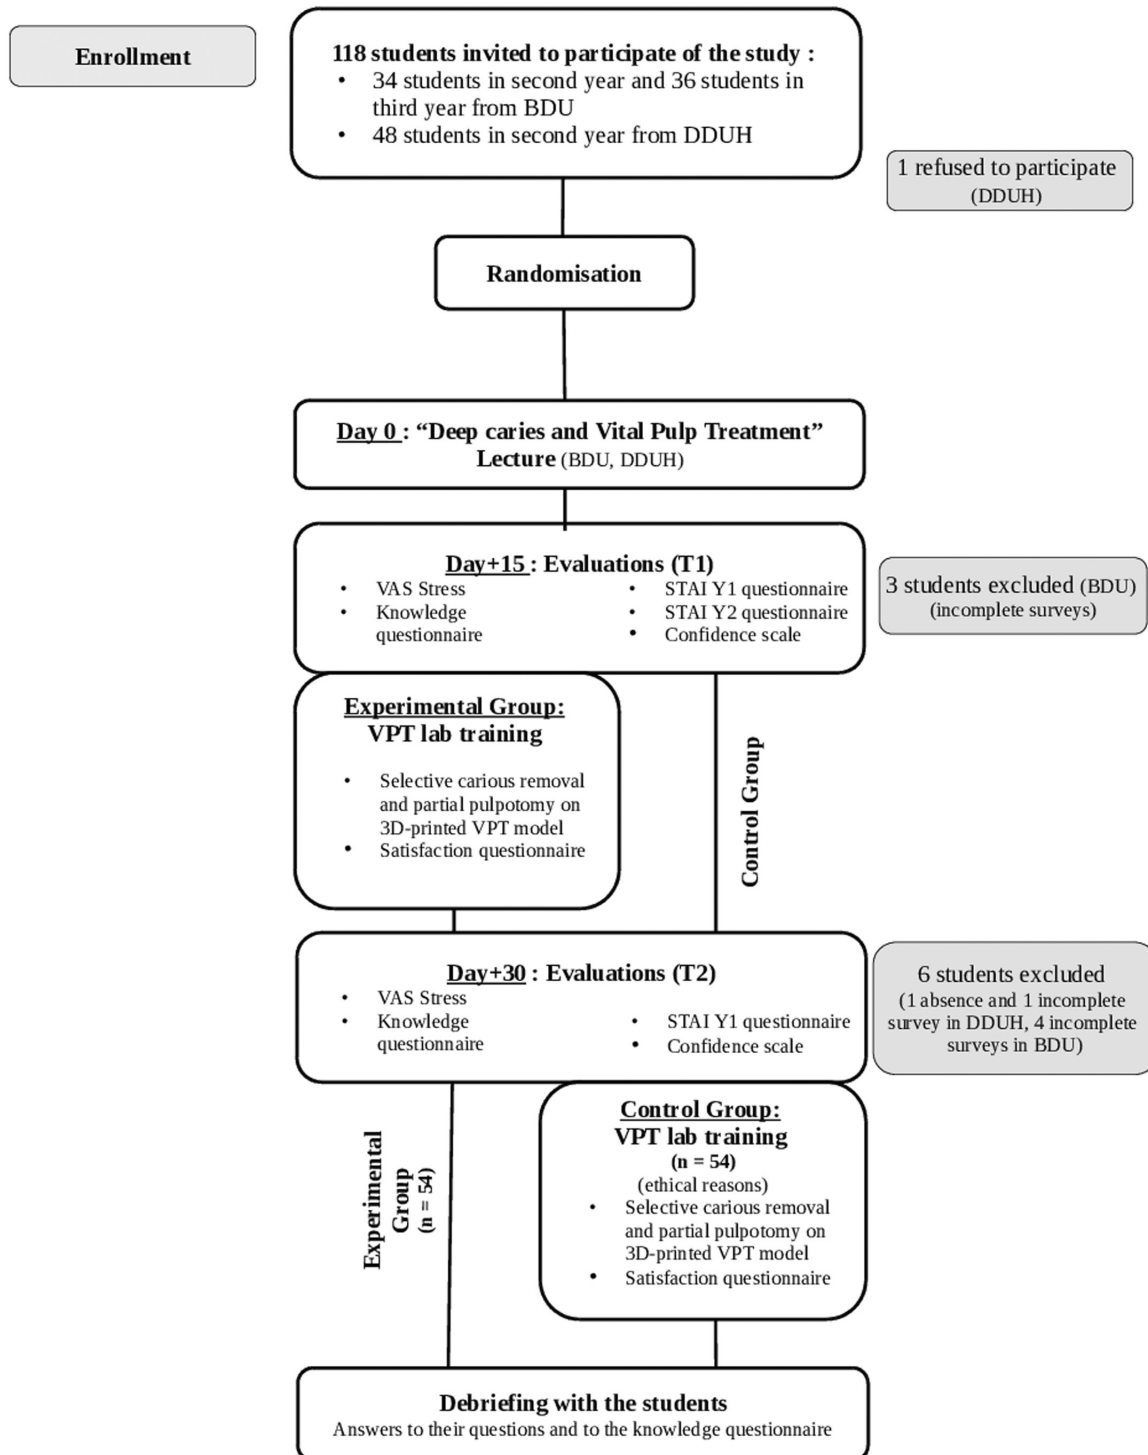 Enrollment
118 students invited to participate of the study :
• 34 students in second year and 36 students in
third year from BDU
• 48 students in second year from DDUH
1 refused to participate
(DDUH)
Randomisation
Day 0 : “Deep caries and Vital Pulp Treatment”
Lecture (BDU, DDUH)
Day+15 : Evaluations (T1)
• VAS Stress
• Knowledge
questionnaire
• STAI Y1 questionnaire
• STAI Y2 questionnaire
• Confidence scale
3 students excluded (BDU)
(incomplete surveys)
Experimental Group:
VPT lab training
• Selective carious removal
and partial pulpotomy on
3D-printed VPT model
• Satisfaction questionnaire
Control Group
Day+30 : Evaluations (T2)
• VAS Stress
• Knowledge
questionnaire
• STAI Y1 questionnaire
• Confidence scale
6 students excluded
(1 absence and 1 incomplete
survey in DDUH, 4 incomplete
surveys in BDU)
Experimental
Group
(n = 54)
Control Group:
VPT lab training
(n = 54)
(ethical reasons)
• Selective carious removal
and partial pulpotomy on
3D-printed VPT model
• Satisfaction questionnaire
Debriefing with the students
Answers to their questions and to the knowledge questionnaire